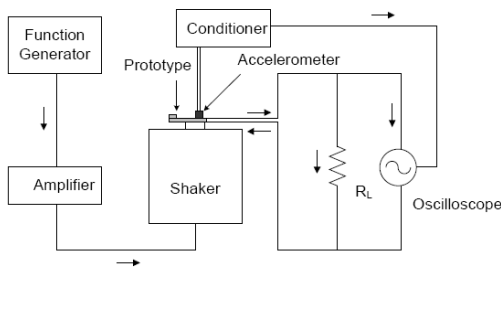 Function
Generator
Conditioner
Prototype
Accelerometer
Amplifier
Shaker
RL
Oscilloscope